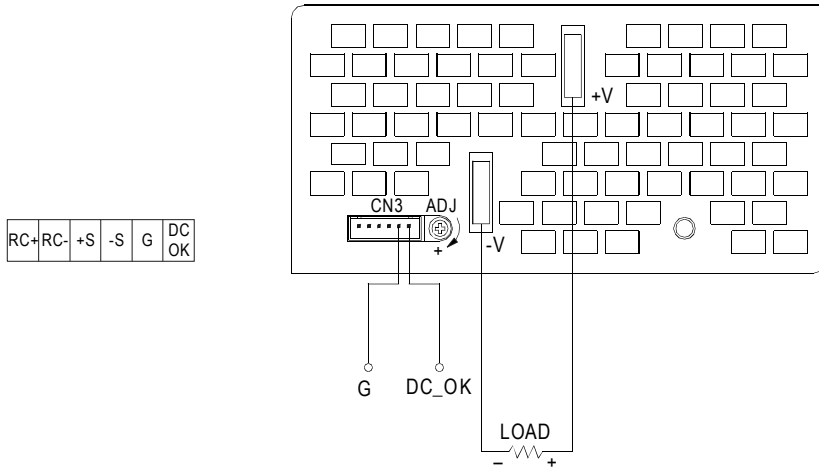 +V
CN3 ADJ
+
-V
RC+ RC- +S -S G DC OK
G DC_OK
LOAD
– +